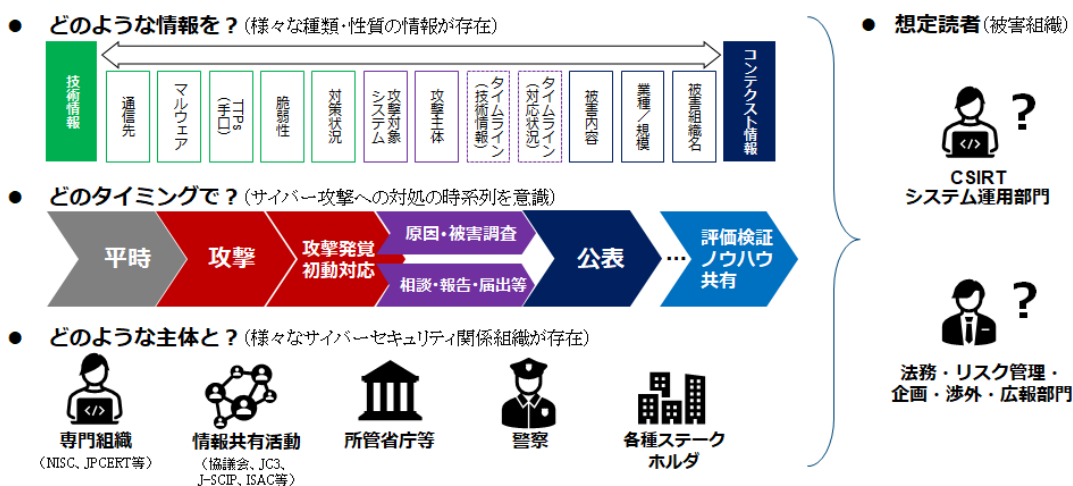 ● どのような情報を？(様々な種類・性質の情報が存在)
技術情報
通信先
マルウェア
TTPs
(手口)
脆弱性
対策状況
攻撃対象
システム
攻撃主体
タイムライン
(技術情報)
タイムライン
(対応状況)
被害内容
業種／規模
被害組織名
コンテクスト情報
● どのタイミングで？(サイバー攻撃への対処の時系列を意識)
平時
攻撃
攻撃発覚
初動対応
原因・被害調査
相談・報告・届出等
公表
…
評価検証
ノウハウ
共有
● どのような主体と？(様々なサイバーセキュリティ関係組織が存在)
</>
専門組織
(NISC、JPCERT等)
情報共有活動
(協議会、JC3、
J-SCIP、ISAC等)
所管省庁等
警察
各種ステーク
ホルダ
● 想定読者(被害組織)
</>
?
CSIRT
システム運用部門
?
法務・リスク管理・
企画・渉外・広報部門